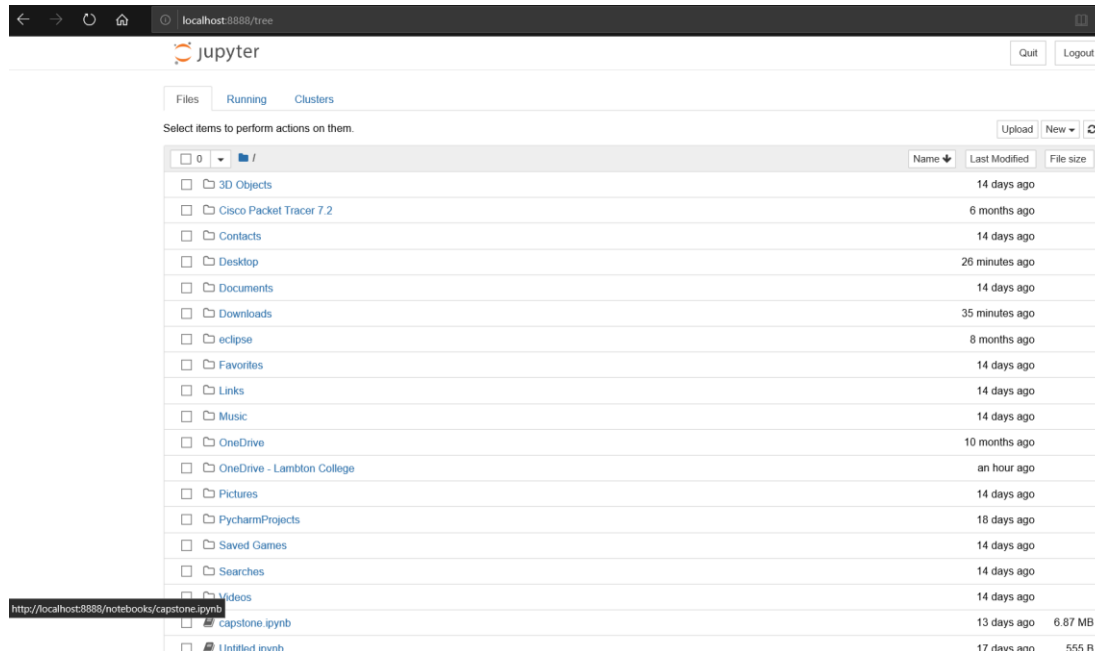 localhost:8888/tree
jupyter
Quit Logout
Files Running Clusters
Select items to perform actions on them.
Upload New
0 / Name Last Modified File size
3D Objects 14 days ago
Cisco Packet Tracer 7.2 6 months ago
Contacts 14 days ago
Desktop 26 minutes ago
Documents 14 days ago
Downloads 35 minutes ago
eclipse 8 months ago
Favorites 14 days ago
Links 14 days ago
Music 14 days ago
OneDrive 10 months ago
OneDrive - Lambton College an hour ago
Pictures 14 days ago
PycharmProjects 18 days ago
Saved Games 14 days ago
Searches 14 days ago
Videos 14 days ago
http://localhost:8888/notebooks/capstone.ipynb
capstone.ipynb 13 days ago 6.87 MB
Untitled.ipynb 17 days ago 555 B